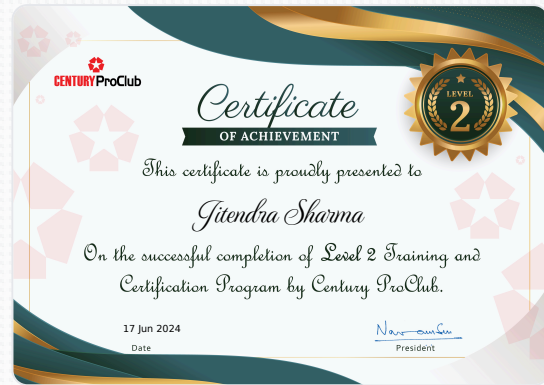 CENTURY ProClub
LEVEL
2
Certificate
OF ACHIEVEMENT
This certificate is proudly presented to
Jitendra Sharma
On the successful completion of Level 2 Training and
Certification Program by Century ProClub.
17 Jun 2024
Date
President